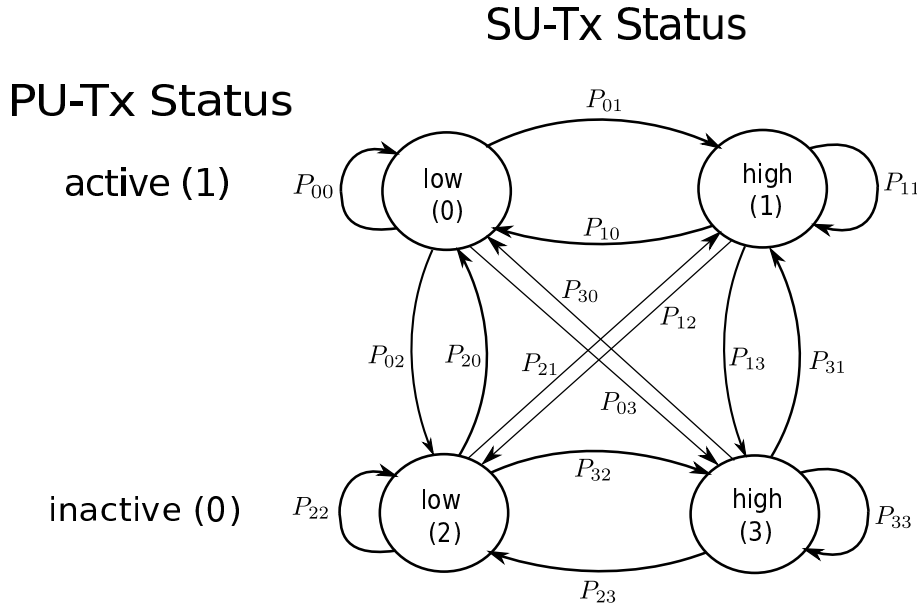 SU-Tx Status
PU-Tx Status
P01
active (1)
low
(0)
high
(1)
P00
P11
P10
P30
P12
P02
P20
P21
P13
P31
P03
P32
inactive (0)
low
(2)
high
(3)
P22
P33
P23